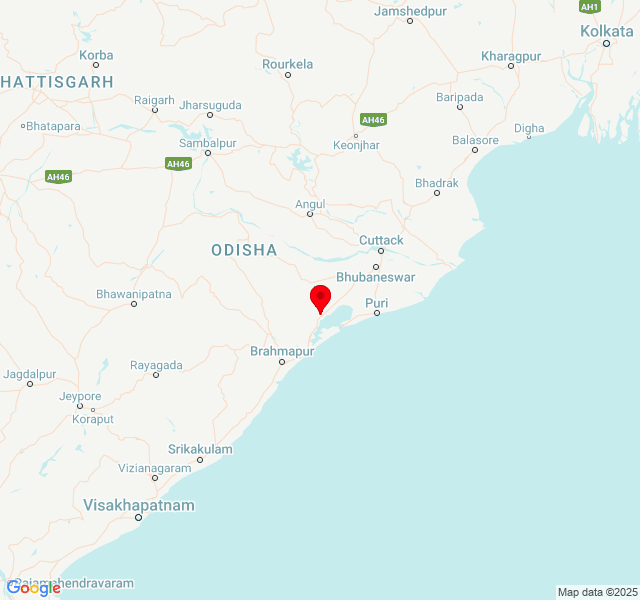 Jamshedpur
AH1
Kolkata
Korba
Kharagpur
Rourkela
HATTISGARH
Raigarh
Jharsuguda
Baripada
Bhatapara
AH46
Digha
Sambalpur
Keonjhar
Balasore
AH46
AH46
Bhadrak
Angul
ODISHA
Cuttack
Bhubaneswar
Bhawanipatna
Puri
Brahmapur
Rayagada
Jagdalpur
Jeypore
Koraput
Srikakulam
Vizianagaram
Visakhapatnam
Rajamahendravaram
Google
Map data ©2025